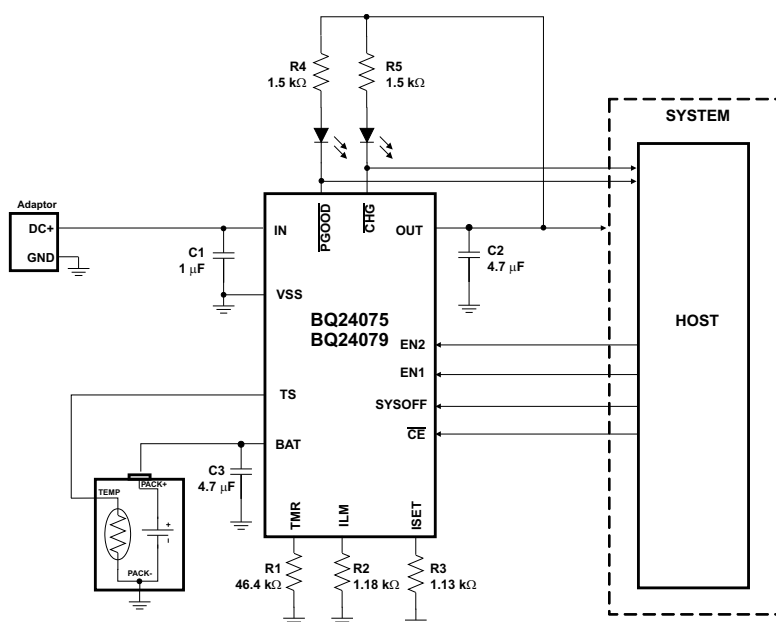 R4
1.5 kΩ
R5
1.5 kΩ
SYSTEM
Adaptor
DC+
GND
IN
PGOOD
CHG
OUT
C1
1 μF
C2
4.7 μF
VSS
BQ24075
BQ24079
HOST
EN2
EN1
TS
SYSOFF
BAT
CE
C3
4.7 μF
PACK+
TEMP
+
-
PACK-
TMR
ILM
ISET
R1
46.4 kΩ
R2
1.18 kΩ
R3
1.13 kΩ